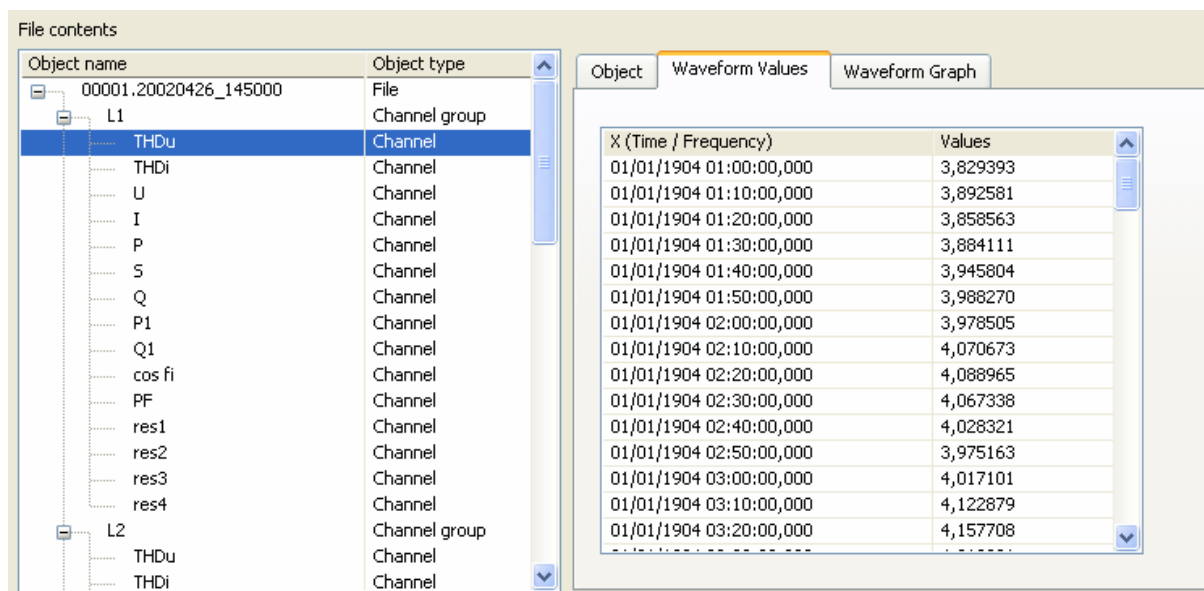 File contents
Object name Object type
00001.20020426_145000 File
L1 Channel group
THDu Channel
THDi Channel
U Channel
I Channel
P Channel
S Channel
Q Channel
P1 Channel
Q1 Channel
cos fi Channel
PF Channel
res1 Channel
res2 Channel
res3 Channel
res4 Channel
L2 Channel group
THDu Channel
THDi Channel
Object Waveform Values Waveform Graph
X (Time / Frequency) Values
01/01/1904 01:00:00,000 3,829393
01/01/1904 01:10:00,000 3,892581
01/01/1904 01:20:00,000 3,858563
01/01/1904 01:30:00,000 3,884111
01/01/1904 01:40:00,000 3,945804
01/01/1904 01:50:00,000 3,988270
01/01/1904 02:00:00,000 3,978505
01/01/1904 02:10:00,000 4,070673
01/01/1904 02:20:00,000 4,088965
01/01/1904 02:30:00,000 4,067338
01/01/1904 02:40:00,000 4,028321
01/01/1904 02:50:00,000 3,975163
01/01/1904 03:00:00,000 4,017101
01/01/1904 03:10:00,000 4,122879
01/01/1904 03:20:00,000 4,157708